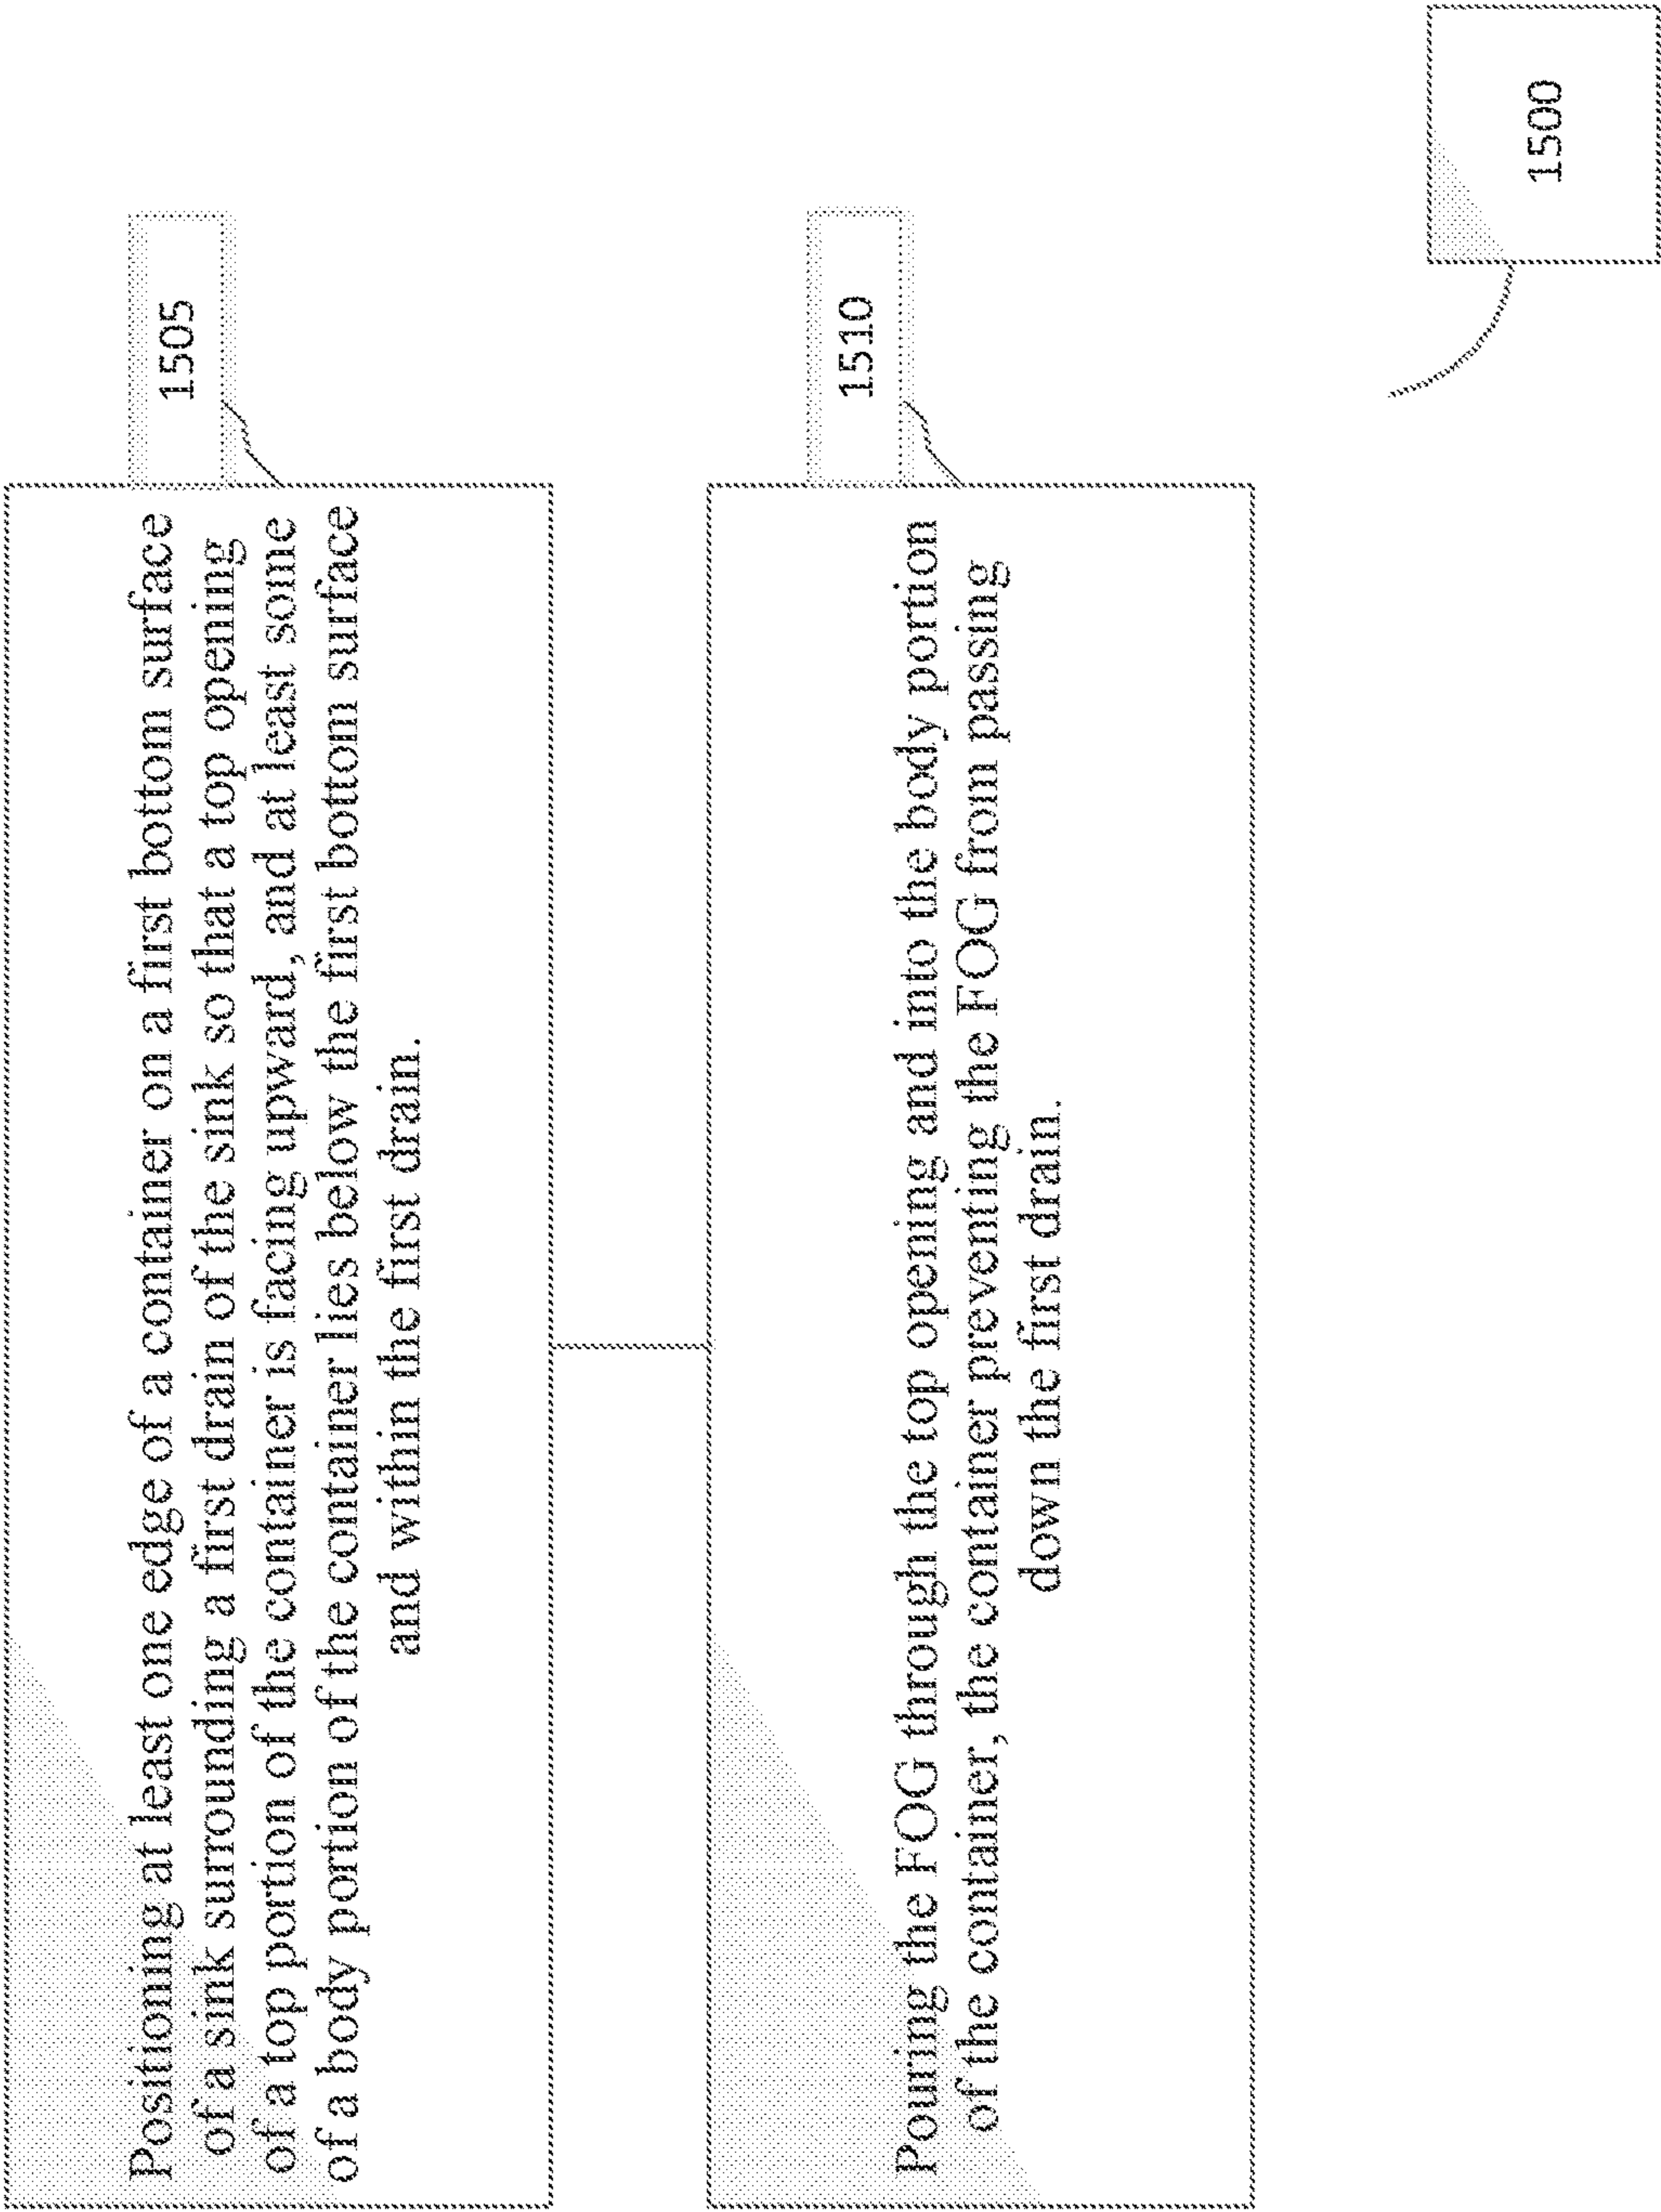 Positioning at least one edge of a container on a first bottom surface
of a sink surrounding a first drain of the sink so that a top opening
of a top portion of the container is facing upward, and at least some
of a body portion of the container lies below the first bottom surface
and within the first drain.
1505
Pouring the FOG through the top opening and into the body portion
of the container, the container preventing the FOG from passing
down the first drain.
1510
1500